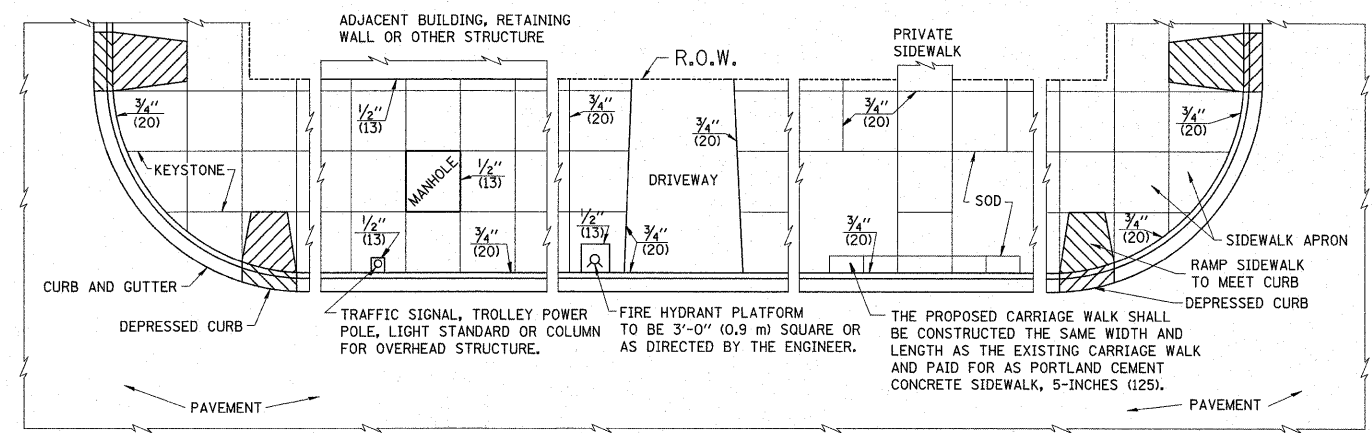 ADJACENT BUILDING, RETAINING
WALL OR OTHER STRUCTURE
R.O.W.
PRIVATE
SIDEWALK
3/4"
(20)
1/2"
(13)
3/4"
(20)
3/4"
(20)
3/4"
(20)
3/4"
(20)
KEYSTONE
MANHOLE
1/2"
(13)
DRIVEWAY
SOD
1/2"
(13)
3/4"
(20)
1/2"
(13)
3/4"
(20)
3/4"
(20)
3/4"
(20)
SIDEWALK APRON
RAMP SIDEWALK
TO MEET CURB
DEPRESSED CURB
CURB AND GUTTER
DEPRESSED CURB
TRAFFIC SIGNAL, TROLLEY POWER
POLE, LIGHT STANDARD OR COLUMN
FOR OVERHEAD STRUCTURE.
FIRE HYDRANT PLATFORM
TO BE 3'-0" (0.9 m) SQUARE OR
AS DIRECTED BY THE ENGINEER.
THE PROPOSED CARRIAGE WALK SHALL
BE CONSTRUCTED THE SAME WIDTH AND
LENGTH AS THE EXISTING CARRIAGE WALK
AND PAID FOR AS PORTLAND CEMENT
CONCRETE SIDEWALK, 5-INCHES (125).
PAVEMENT
PAVEMENT